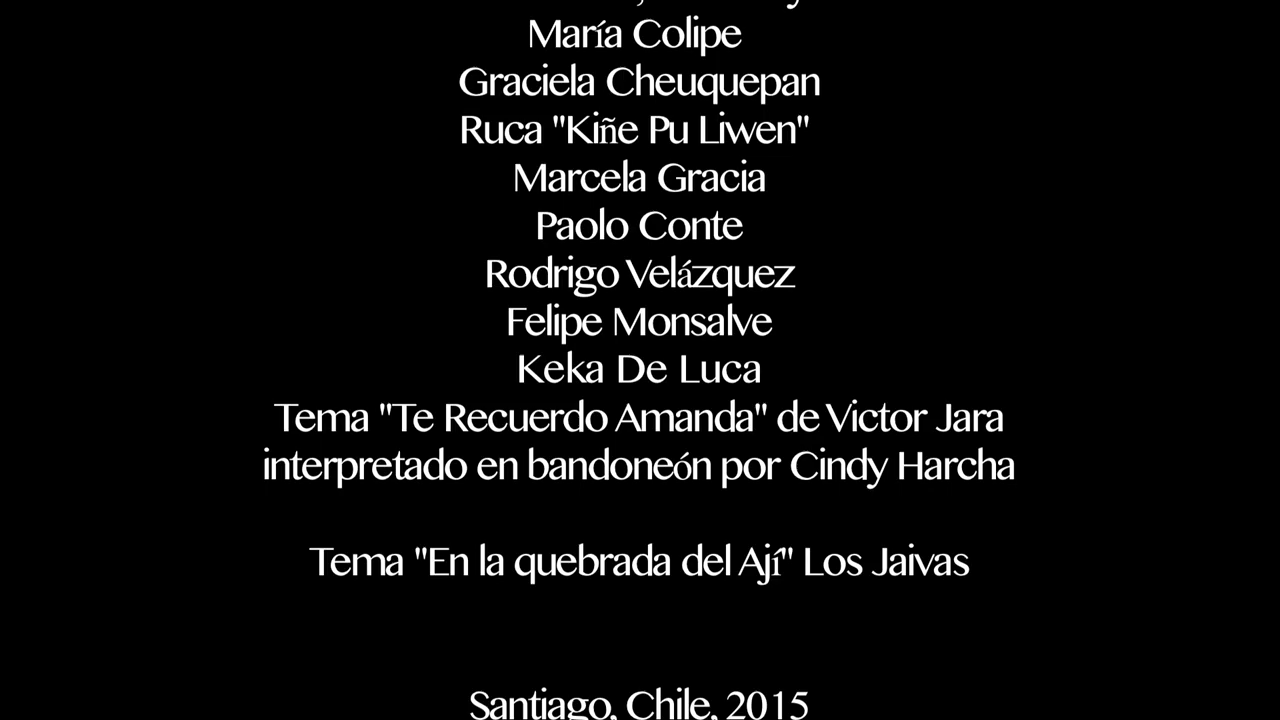 María Colipe
Graciela Cheuquepan
Ruca "Kiñe Pu Liwen"
Marcela Gracia
Paolo Conte
Rodrigo Velázquez
Felipe Monsalve
Keka De Luca
Tema "Te Recuerdo Amanda" de Victor Jara
interpretado en bandoneón por Cindy Harcha
Tema "En la quebrada del Ají" Los Jaivas
Santiago, Chile, 2015